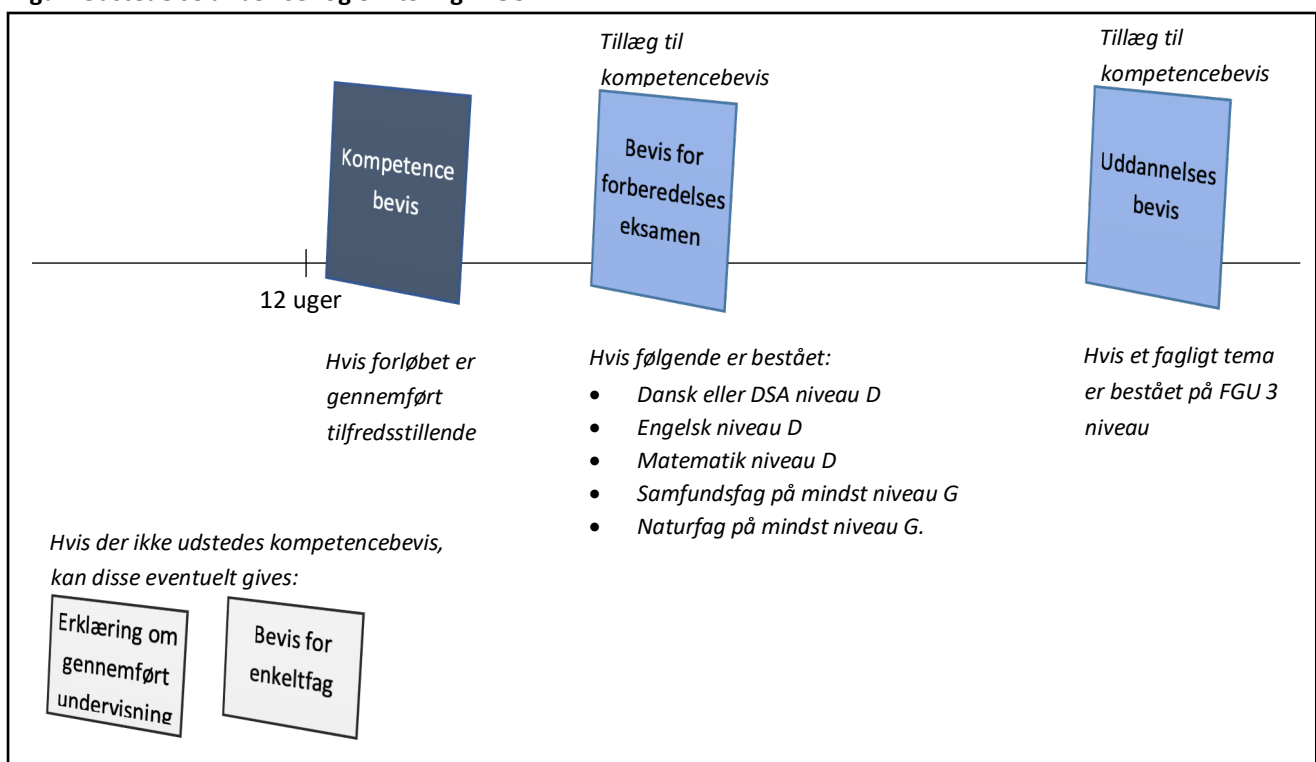 Tillæg til
kompetencebevis
Tillæg til
kompetencebevis
Kompetence
bevis
Bevis for
forberedelses
eksamen
Uddannelses
bevis
12 uger
Hvis forløbet er
gennemført
tilfredsstillende
Hvis følgende er bestået:
• Dansk eller DSA niveau D
• Engelsk niveau D
• Matematik niveau D
• Samfundsfag på mindst niveau G
• Naturfag på mindst niveau G.
Hvis et fagligt tema
er bestået på FGU 3
niveau
Hvis der ikke udstedes kompetencebevis,
kan disse eventuelt gives:
Erklæring om
gennemført
undervisning
Bevis for
enkeltfag